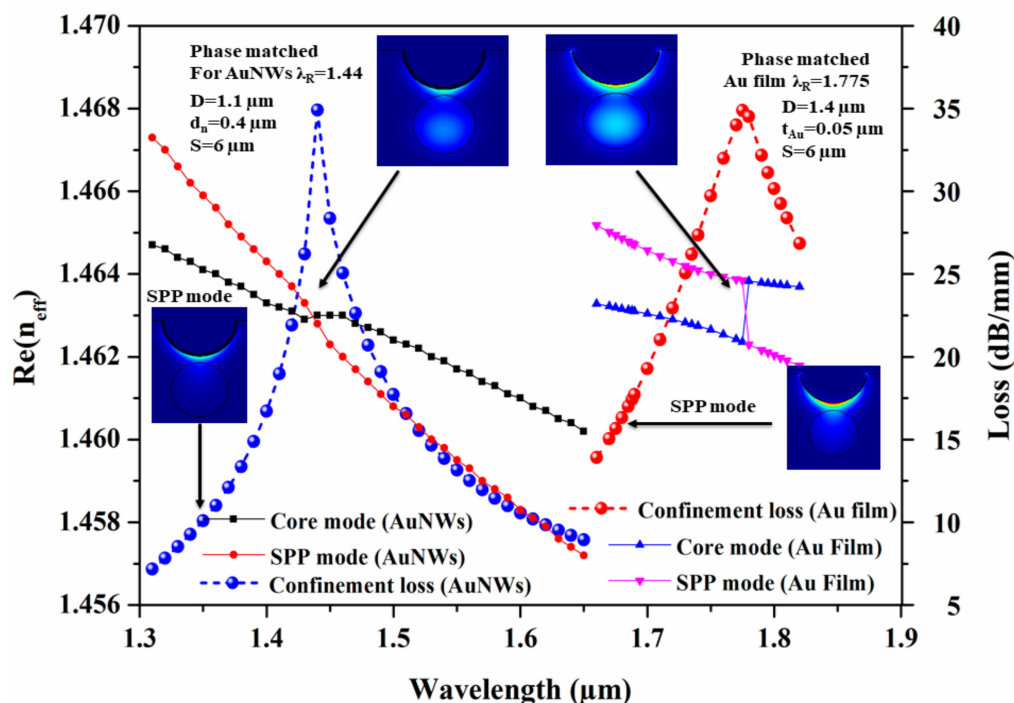 Phase matched
For AuNWs λR=1.44
D=1.1 μm
dn=0.4 μm
S=6 μm
Phase matched
Au film λR=1.775
D=1.4 μm
tAu=0.05 μm
S=6 μm
SPP mode
SPP mode
Core mode (AuNWs)
SPP mode (AuNWs)
Confinement loss (AuNWs)
Confinement loss (Au film)
Core mode (Au Film)
SPP mode (Au Film)
Re(neff)
1.470
1.468
1.466
1.464
1.462
1.460
1.458
1.456
Loss (dB/mm)
40
35
30
25
20
15
10
5
1.3 1.4 1.5 1.6 1.7 1.8 1.9
Wavelength (μm)